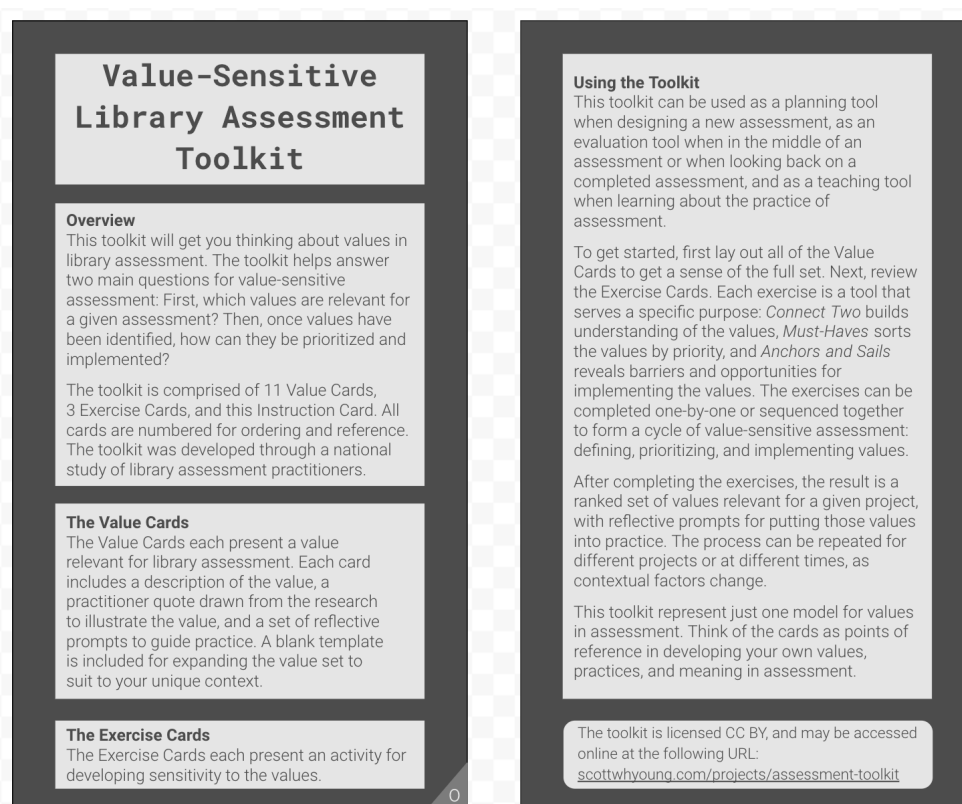 Value-Sensitive
Library Assessment
Toolkit
Overview
This toolkit will get you thinking about values in
library assessment. The toolkit helps answer
two main questions for value-sensitive
assessment: First, which values are relevant for
a given assessment? Then, once values have
been identified, how can they be prioritized and
implemented?
The toolkit is comprised of 11 Value Cards,
3 Exercise Cards, and this Instruction Card. All
cards are numbered for ordering and reference.
The toolkit was developed through a national
study of library assessment practitioners.
The Value Cards
The Value Cards each present a value
relevant for library assessment. Each card
includes a description of the value, a
practitioner quote drawn from the research
to illustrate the value, and a set of reflective
prompts to guide practice. A blank template
is included for expanding the value set to
suit to your unique context.
The Exercise Cards
The Exercise Cards each present an activity for
developing sensitivity to the values.
0
Using the Toolkit
This toolkit can be used as a planning tool
when designing a new assessment, as an
evaluation tool when in the middle of an
assessment or when looking back on a
completed assessment, and as a teaching tool
when learning about the practice of
assessment.
To get started, first lay out all of the Value
Cards to get a sense of the full set. Next, review
the Exercise Cards. Each exercise is a tool that
serves a specific purpose: Connect Two builds
understanding of the values, Must-Haves sorts
the values by priority, and Anchors and Sails
reveals barriers and opportunities for
implementing the values. The exercises can be
completed one-by-one or sequenced together
to form a cycle of value-sensitive assessment:
defining, prioritizing, and implementing values.
After completing the exercises, the result is a
ranked set of values relevant for a given project,
with reflective prompts for putting those values
into practice. The process can be repeated for
different projects or at different times, as
contextual factors change.
This toolkit represent just one model for values
in assessment. Think of the cards as points of
reference in developing your own values,
practices, and meaning in assessment.
The toolkit is licensed CC BY, and may be accessed
online at the following URL:
scottwhyoung.com/projects/assessment-toolkit